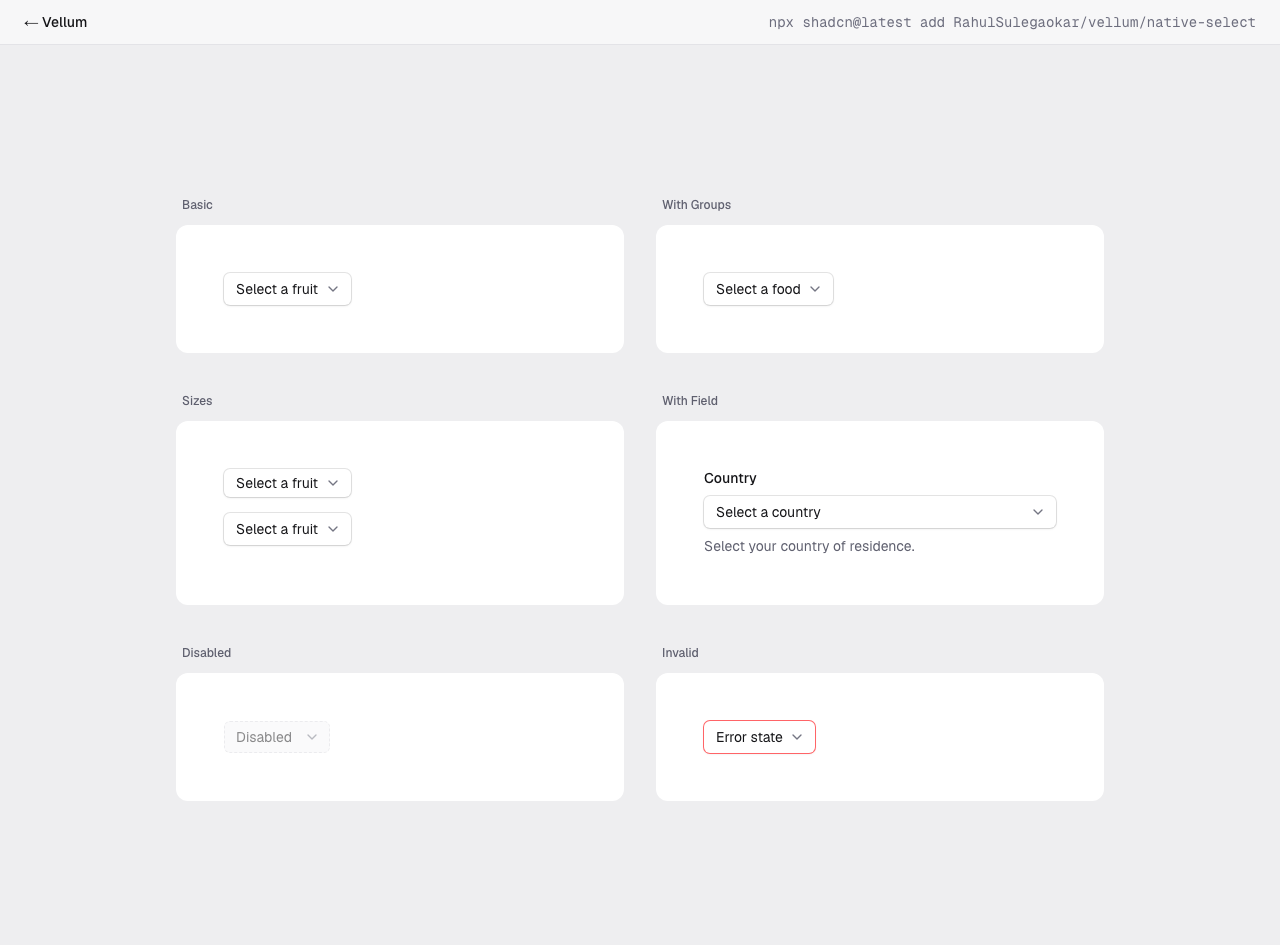 ← Vellum
npx shadcn@latest add RahulSulegaokar/vellum/native-select
Basic
Select a fruit
With Groups
Select a food
Sizes
Select a fruit
Select a fruit
With Field
Country
Select a country
Select your country of residence.
Disabled
Disabled
Invalid
Error state